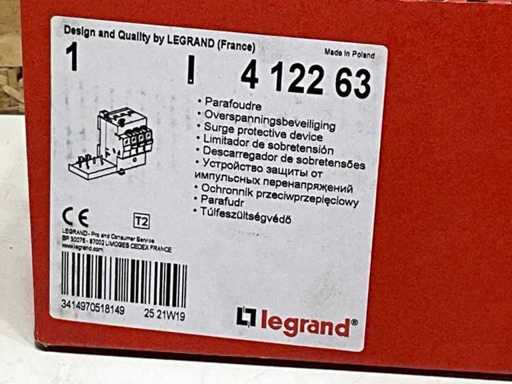 Design and Quality by LEGRAND (France)
Made in Poland
1
4 122 63
• Parafoudre
• Overspanningsbeveiliging
• Surge protective device
• Limitador de sobretensión
• Descarregador de sobretensões
• Устройство защиты от
импульсных перенапряжений
• Ochronnik przeciwprzepięciowy
• Parafudr
• Túlfeszültségvédő
CE T2
LEGRAND - Pro and Consumer Service
BP 30076 - 87002 LIMOGES CEDEX FRANCE
www.legrand.com
3414970518149 25 21W19
legrand®